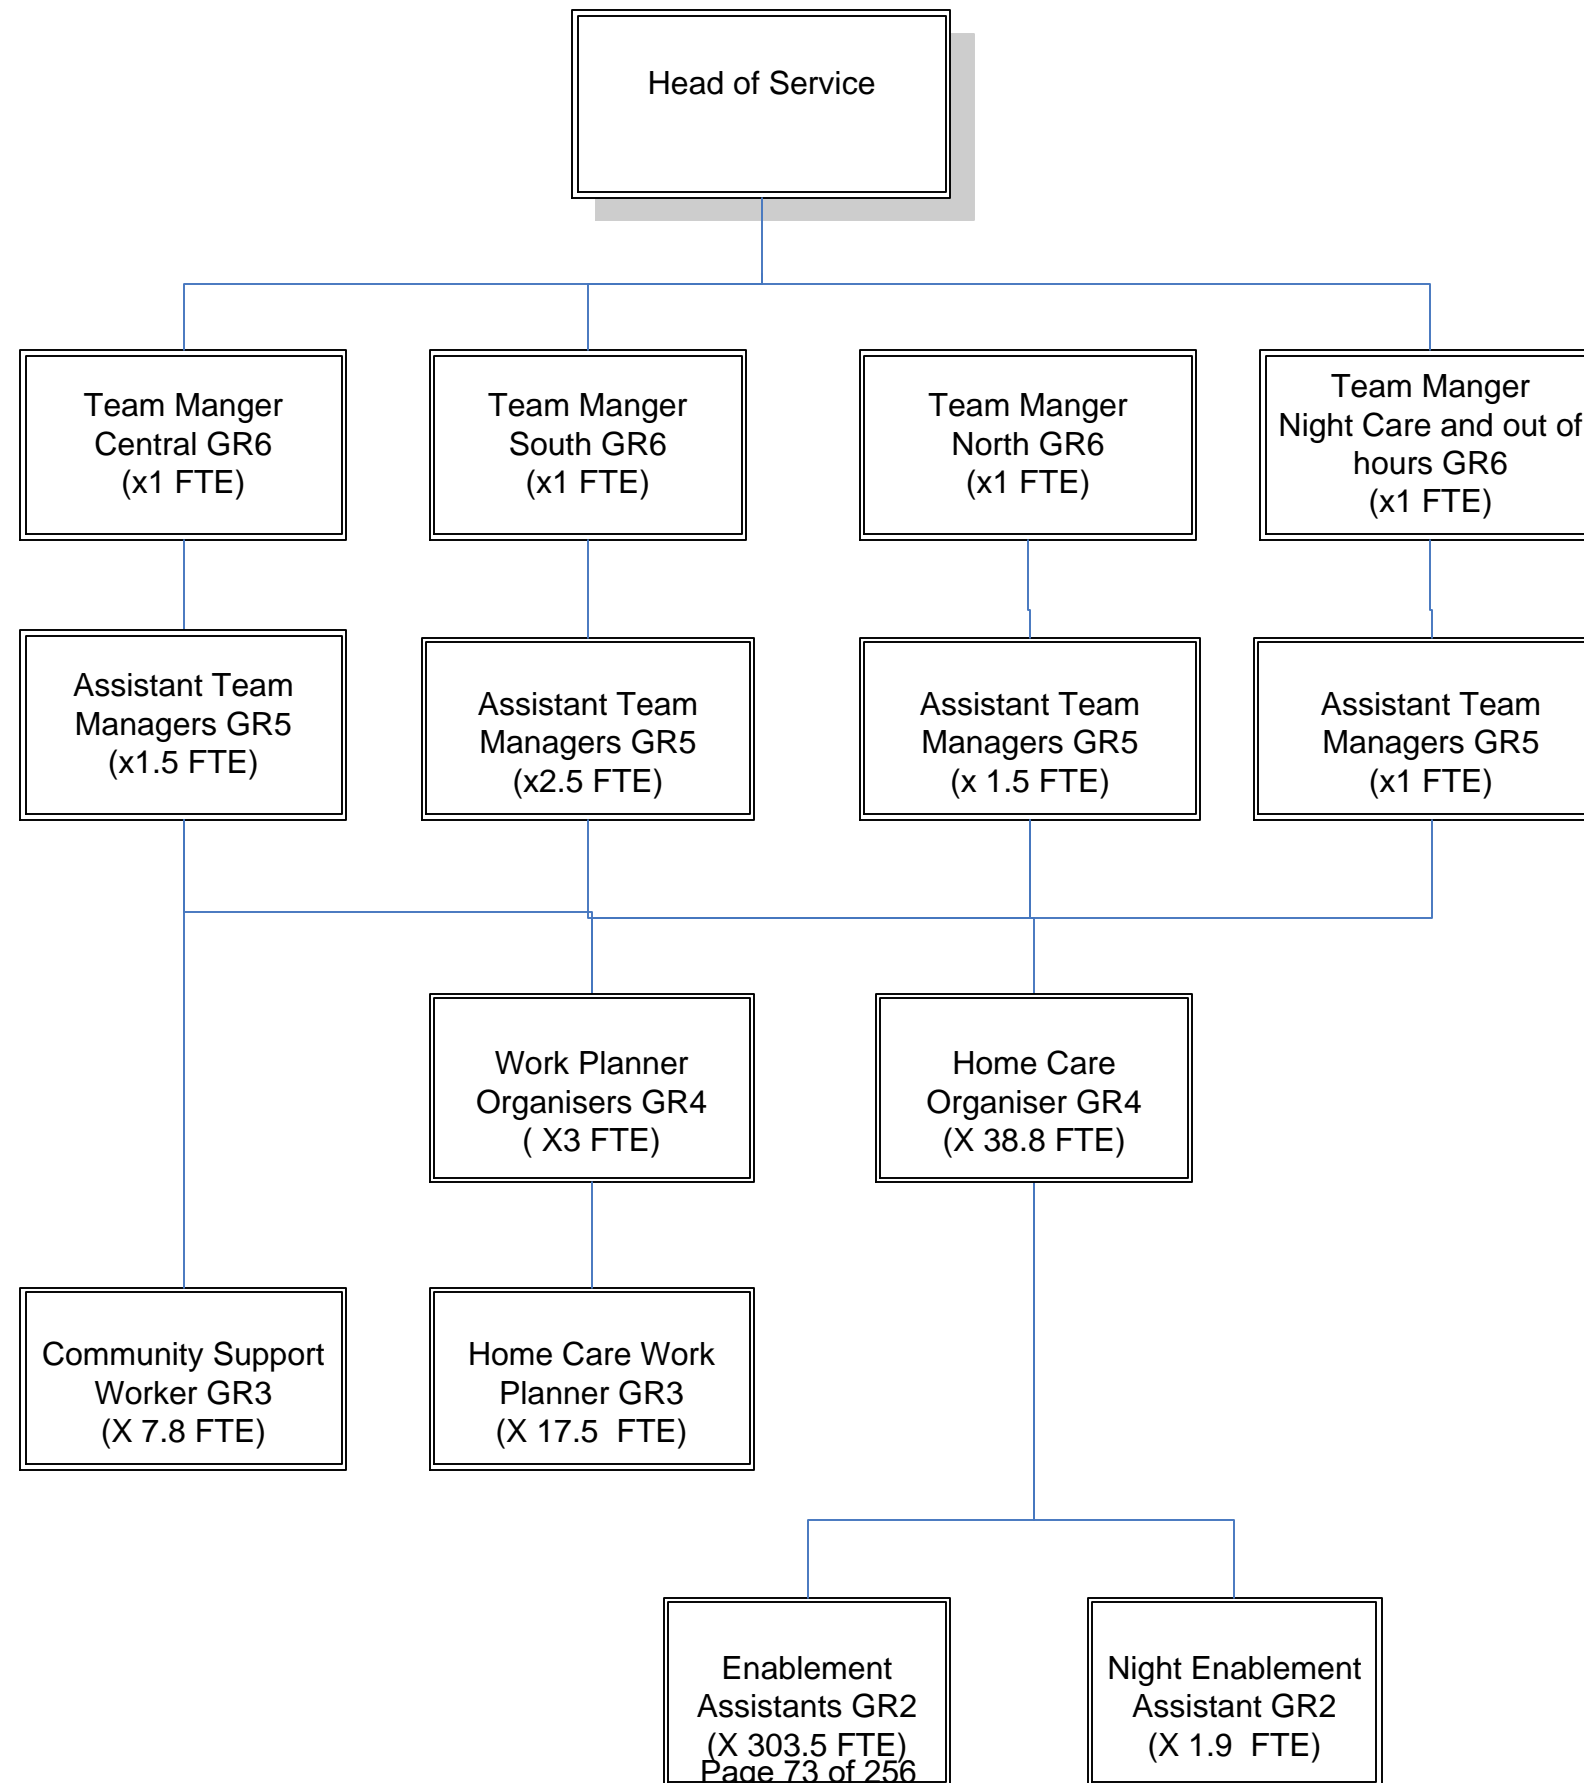 Head of Service
Team Manger
Central GR6
(x1 FTE)
Team Manger
South GR6
(x1 FTE)
Team Manger
North GR6
(x1 FTE)
Team Manger
Night Care and out of
hours GR6
(x1 FTE)
Assistant Team
Managers GR5
(x1.5 FTE)
Assistant Team
Managers GR5
(x2.5 FTE)
Assistant Team
Managers GR5
(x 1.5 FTE)
Assistant Team
Managers GR5
(x1 FTE)
Work Planner
Organisers GR4
( X3 FTE)
Home Care
Organiser GR4
(X 38.8 FTE)
Community Support
Worker GR3
(X 7.8 FTE)
Home Care Work
Planner GR3
(X 17.5  FTE)
Enablement
Assistants GR2
(X 303.5 FTE)
Night Enablement
Assistant GR2
(X 1.9  FTE)
Page 73 of 256